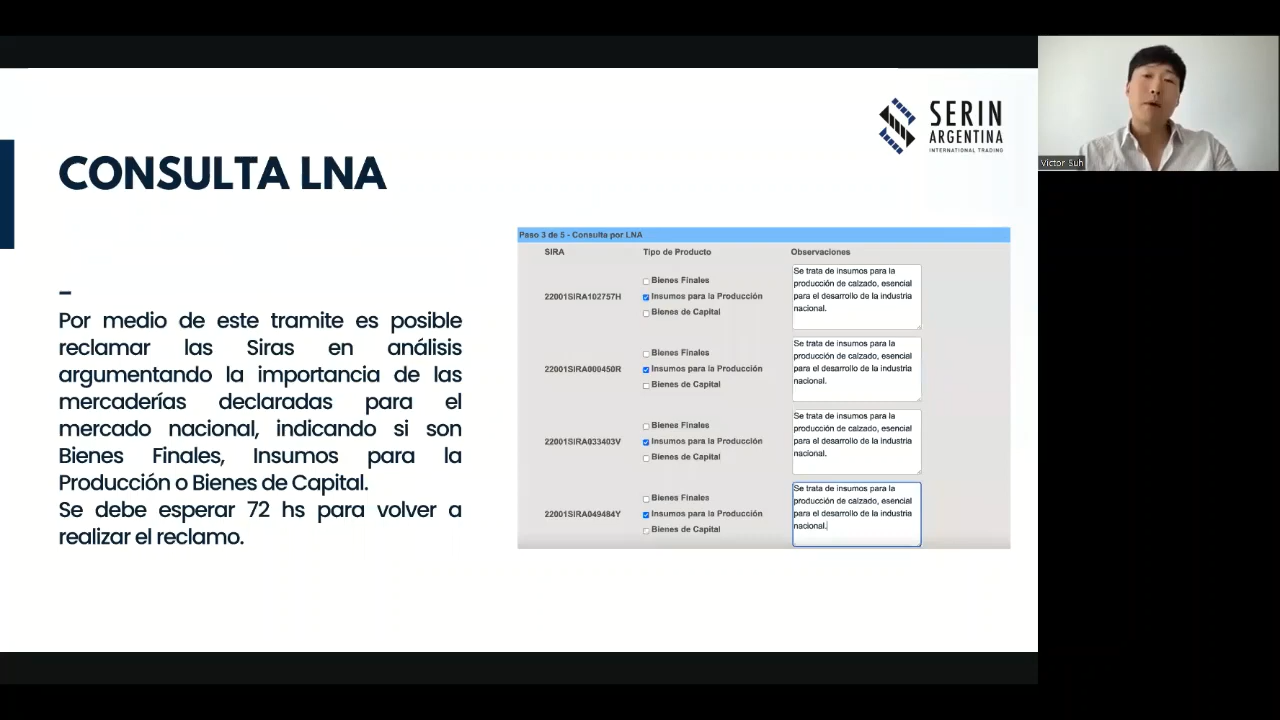 SERIN
ARGENTINA
INTERNATIONAL TRADING
Victor Suh
CONSULTA LNA
Por medio de este tramite es posible
reclamar las Siras en análisis
argumentando la importancia de las
mercaderías declaradas para el
mercado nacional, indicando si son
Bienes Finales, Insumos para la
Producción o Bienes de Capital.
Se debe esperar 72 hs para volver a
realizar el reclamo.
Paso 3 de 5 - Consulta por LNA
SIRA Tipo de Producto Observaciones
22001SIRA102757H
Bienes Finales
Insumos para la Producción
Bienes de Capital
Se trata de insumos para la
producción de calzado, esencial
para el desarrollo de la industria
nacional.
22001SIRA000450R
Bienes Finales
Insumos para la Producción
Bienes de Capital
Se trata de insumos para la
producción de calzado, esencial
para el desarrollo de la industria
nacional.
22001SIRA033403V
Bienes Finales
Insumos para la Producción
Bienes de Capital
Se trata de insumos para la
producción de calzado, esencial
para el desarrollo de la industria
nacional.
22001SIRA049484Y
Bienes Finales
Insumos para la Producción
Bienes de Capital
Se trata de insumos para la
producción de calzado, esencial
para el desarrollo de la industria
nacional.